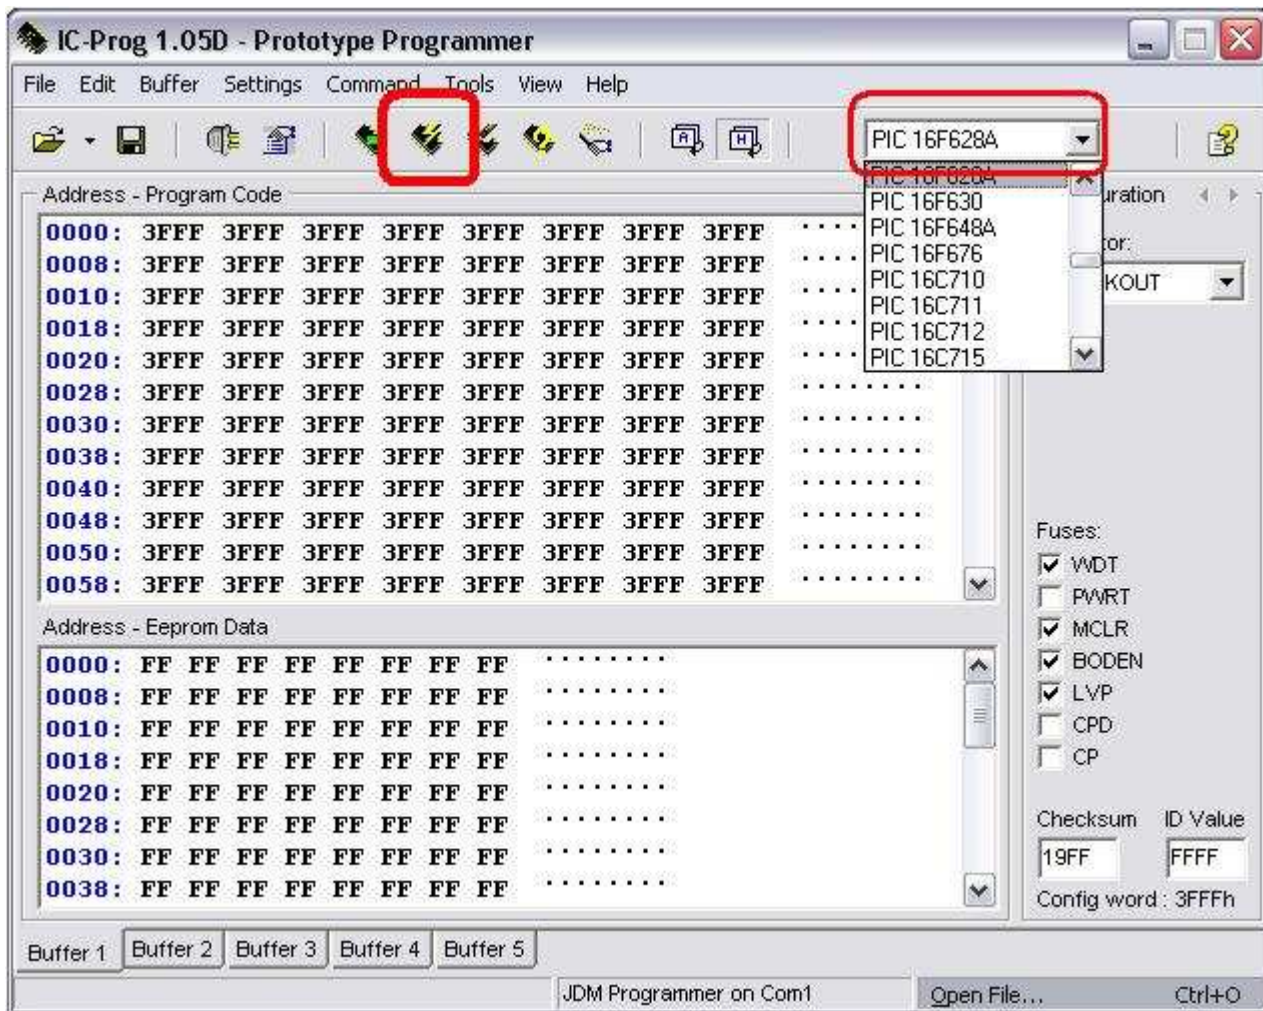 IC-Prog 1.05D - Prototype Programmer
File Edit Buffer Settings Command Tools View Help
PIC 16F628A
PIC 16F628A
PIC 16F630
PIC 16F648A
PIC 16F676
PIC 16C710
PIC 16C711
PIC 16C712
PIC 16C715
Address - Program Code
0000: 3FFF 3FFF 3FFF 3FFF 3FFF 3FFF 3FFF 3FFF ....
0008: 3FFF 3FFF 3FFF 3FFF 3FFF 3FFF 3FFF 3FFF ....
0010: 3FFF 3FFF 3FFF 3FFF 3FFF 3FFF 3FFF 3FFF ....
0018: 3FFF 3FFF 3FFF 3FFF 3FFF 3FFF 3FFF 3FFF ....
0020: 3FFF 3FFF 3FFF 3FFF 3FFF 3FFF 3FFF 3FFF ....
0028: 3FFF 3FFF 3FFF 3FFF 3FFF 3FFF 3FFF 3FFF ........
0030: 3FFF 3FFF 3FFF 3FFF 3FFF 3FFF 3FFF 3FFF ........
0038: 3FFF 3FFF 3FFF 3FFF 3FFF 3FFF 3FFF 3FFF ........
0040: 3FFF 3FFF 3FFF 3FFF 3FFF 3FFF 3FFF 3FFF ........
0048: 3FFF 3FFF 3FFF 3FFF 3FFF 3FFF 3FFF 3FFF ........
0050: 3FFF 3FFF 3FFF 3FFF 3FFF 3FFF 3FFF 3FFF ........
0058: 3FFF 3FFF 3FFF 3FFF 3FFF 3FFF 3FFF 3FFF ........
Address - Eeprom Data
0000: FF FF FF FF FF FF FF FF ........
0008: FF FF FF FF FF FF FF FF ........
0010: FF FF FF FF FF FF FF FF ........
0018: FF FF FF FF FF FF FF FF ........
0020: FF FF FF FF FF FF FF FF ........
0028: FF FF FF FF FF FF FF FF ........
0030: FF FF FF FF FF FF FF FF ........
0038: FF FF FF FF FF FF FF FF ........
uration
or:
KOUT
Fuses:
WDT
PWRT
MCLR
BODEN
LVP
CPD
CP
Checksum ID Value
19FF FFFF
Config word : 3FFFh
Buffer 1 Buffer 2 Buffer 3 Buffer 4 Buffer 5
JDM Programmer on Com1
Open File... Ctrl+O